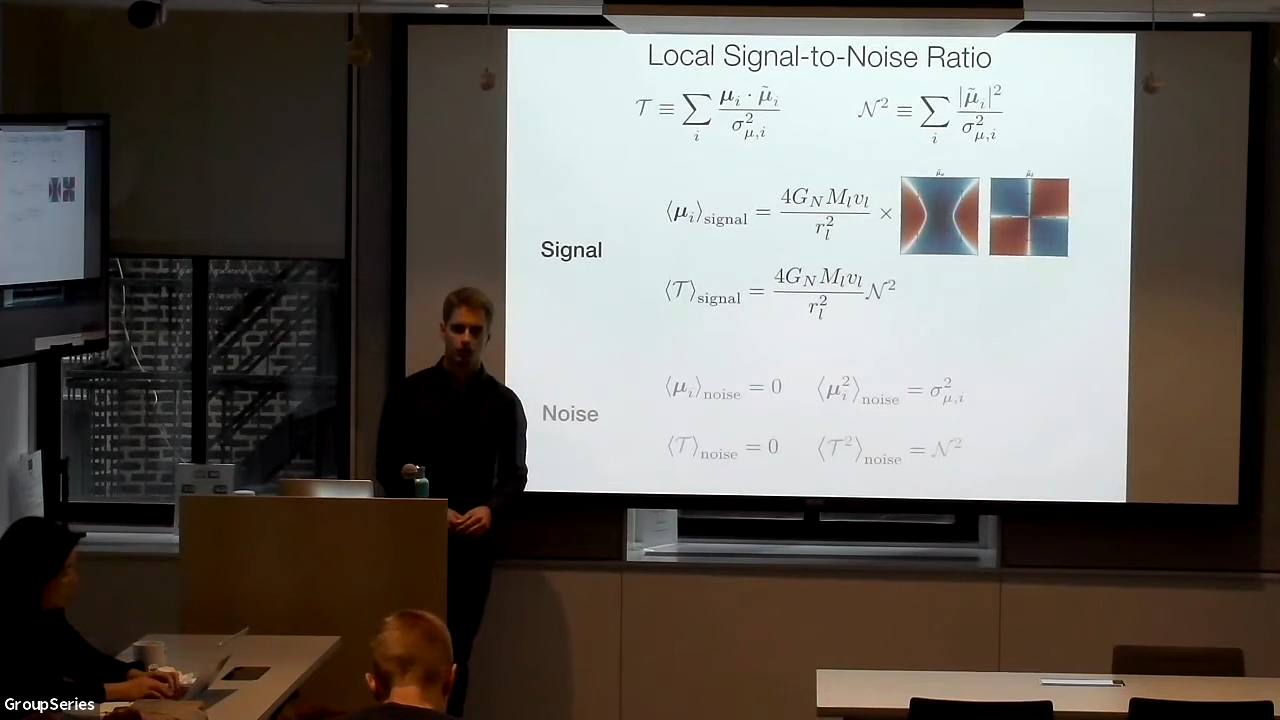 Local Signal-to-Noise Ratio
𝒯 ≡ ∑_i (μ_i · μ̃_i) / σ²_{μ,i}    𝒩² ≡ ∑_i |μ̃_i|² / σ²_{μ,i}
⟨μ_i⟩_signal = (4G_N M_l v_l / r_l²) ×
Signal
⟨𝒯⟩_signal = (4G_N M_l v_l / r_l²) 𝒩²
⟨μ_i⟩_noise = 0    ⟨μ_i²⟩_noise = σ²_{μ,i}
Noise
⟨𝒯⟩_noise = 0    ⟨𝒯²⟩_noise = 𝒩²
GroupSeries